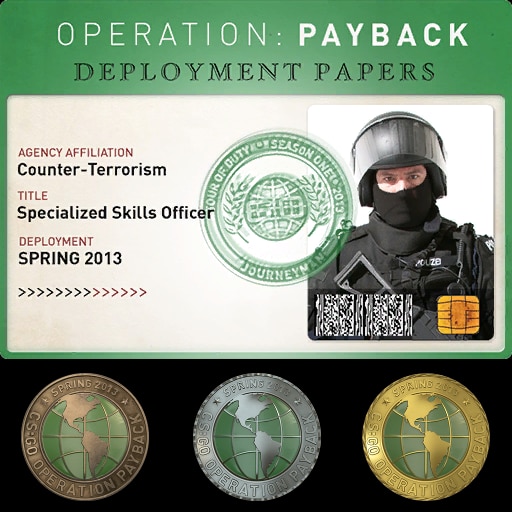 OPERATION: PAYBACK
DEPLOYMENT PAPERS
AGENCY AFFILIATION
Counter-Terrorism
TITLE
Specialized Skills Officer
DEPLOYMENT
SPRING 2013
>>>>>>>>>>>>>>>
TOUR OF DUTY SEASON ONE 2013
JOURNEYMAN
POLIZEI
SPRING 2013
CS:GO OPERATION PAYBACK
SPRING 2013
CS:GO OPERATION PAYBACK
SPRING 2013
CS:GO OPERATION PAYBACK